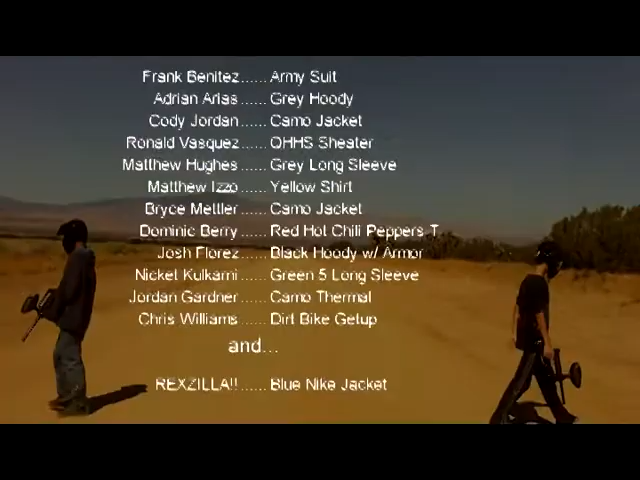 Frank Benitez...... Army Suit
Adrian Arias...... Grey Hoody
Cody Jordan...... Camo Jacket
Ronald Vasquez...... QHHS Sheater
Matthew Hughes...... Grey Long Sleeve
Matthew Izzo...... Yellow Shirt
Bryce Mettler...... Camo Jacket
Dominic Berry...... Red Hot Chili Peppers T
Josh Florez...... Black Hoody w/ Armor
Nicket Kulkarni...... Green 5 Long Sleeve
Jordan Gardner...... Camo Thermal
Chris Williams...... Dirt Bike Getup
and...
REXZILLA!!...... Blue Nike Jacket